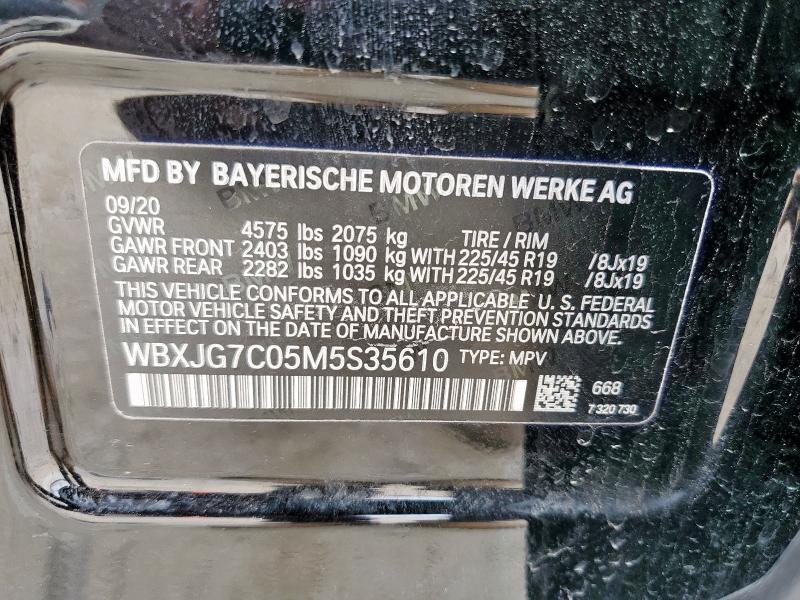 MFD BY BAYERISCHE MOTOREN WERKE AG
09/20
GVWR 4575 lbs 2075 kg TIRE / RIM
GAWR FRONT 2403 lbs 1090 kg WITH 225/45 R19 /8Jx19
GAWR REAR 2282 lbs 1035 kg WITH 225/45 R19 /8Jx19
THIS VEHICLE CONFORMS TO ALL APPLICABLE U. S. FEDERAL
MOTOR VEHICLE SAFETY AND THEFT PREVENTION STANDARDS
IN EFFECT ON THE DATE OF MANUFACTURE SHOWN ABOVE.
WBXJG7C05M5S35610 TYPE: MPV
668
7 320 730